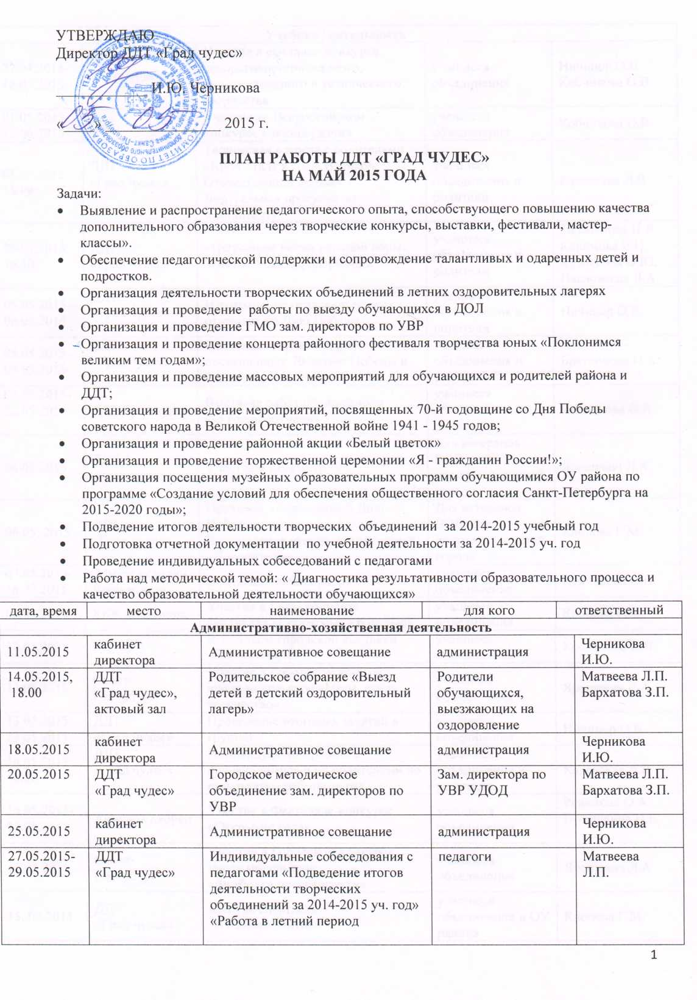 УТВЕРЖДАЮ
Директор ДДТ «Град чудес»
____________ И.Ю. Черникова
«05» 05 2015 г.
ПЛАН РАБОТЫ ДДТ «ГРАД ЧУДЕС»
НА МАЙ 2015 ГОДА
Задачи:
• Выявление и распространение педагогического опыта, способствующего повышению качества
дополнительного образования через творческие конкурсы, выставки, фестивали, мастер-
классы».
• Обеспечение педагогической поддержки и сопровождение талантливых и одаренных детей и
подростков.
• Организация деятельности творческих объединений в летних оздоровительных лагерях
• Организация и проведение работы по выезду обучающихся в ДОЛ
• Организация и проведение ГМО зам. директоров по УВР
• Организация и проведение концерта районного фестиваля творчества юных «Поклонимся
великим тем годам»;
• Организация и проведение массовых мероприятий для обучающихся и родителей района и
ДДТ;
• Организация и проведение мероприятий, посвященных 70-й годовщине со Дня Победы
советского народа в Великой Отечественной войне 1941 - 1945 годов;
• Организация и проведение районной акции «Белый цветок»
• Организация и проведение торжественной церемонии «Я - гражданин России!»;
• Организация посещения музейных образовательных программ обучающимися ОУ района по
программе «Создание условий для обеспечения общественного согласия Санкт-Петербурга на
2015-2020 годы»;
• Подведение итогов деятельности творческих объединений за 2014-2015 учебный год
• Подготовка отчетной документации по учебной деятельности за 2014-2015 уч. год
• Проведение индивидуальных собеседований с педагогами
• Работа над методической темой: « Диагностика результативности образовательного процесса и
качество образовательной деятельности обучающихся»
дата, время место наименование для кого ответственный
Административно-хозяйственная деятельность
11.05.2015 кабинет директора Административное совещание администрация Черникова И.Ю.
14.05.2015, 18.00 ДДТ «Град чудес», актовый зал Родительское собрание «Выезд детей в детский оздоровительный лагерь» Родители обучающихся, выезжающих на оздоровление Матвеева Л.П. Бархатова З.П.
18.05.2015 кабинет директора Административное совещание администрация Черникова И.Ю.
20.05.2015 ДДТ «Град чудес» Городское методическое объединение зам. директоров по УВР Зам. директора по УВР УДОД Матвеева Л.П. Бархатова З.П.
25.05.2015 кабинет директора Административное совещание администрация Черникова И.Ю.
27.05.2015-29.05.2015 ДДТ «Град чудес» Индивидуальные собеседования с педагогами «Подведение итогов деятельности творческих объединений за 2014-2015 уч. год» «Работа в летний период педагоги Матвеева Л.П.
1